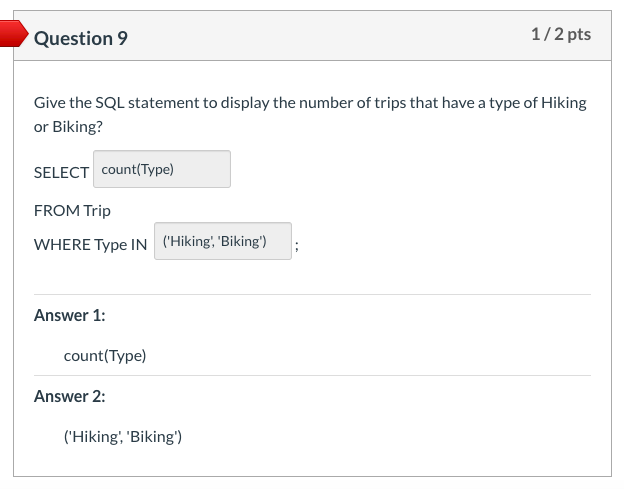 Question 9
1 / 2 pts
Give the SQL statement to display the number of trips that have a type of Hiking
or Biking?
SELECT count(Type)
FROM Trip
WHERE Type IN ('Hiking', 'Biking') ;
Answer 1:
count(Type)
Answer 2:
('Hiking', 'Biking')